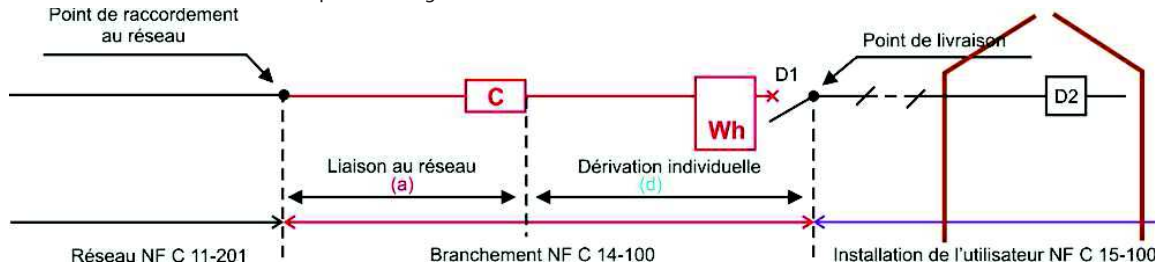 Point de raccordement
au réseau
Point de livraison
D1
C
Wh
D2
Liaison au réseau
(a)
Dérivation individuelle
(d)
Réseau NF C 11-201
Branchement NF C 14-100
Installation de l'utilisateur NF C 15-100